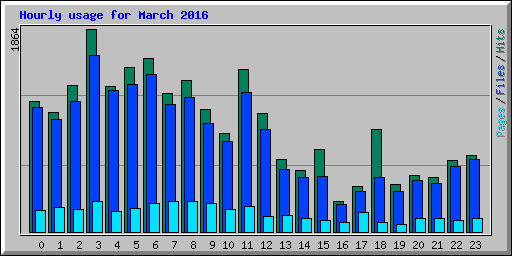 Hourly usage for March 2016
1864
Pages/Files/Hits
0 1 2 3 4 5 6 7 8 9 10 11 12 13 14 15 16 17 18 19 20 21 22 23